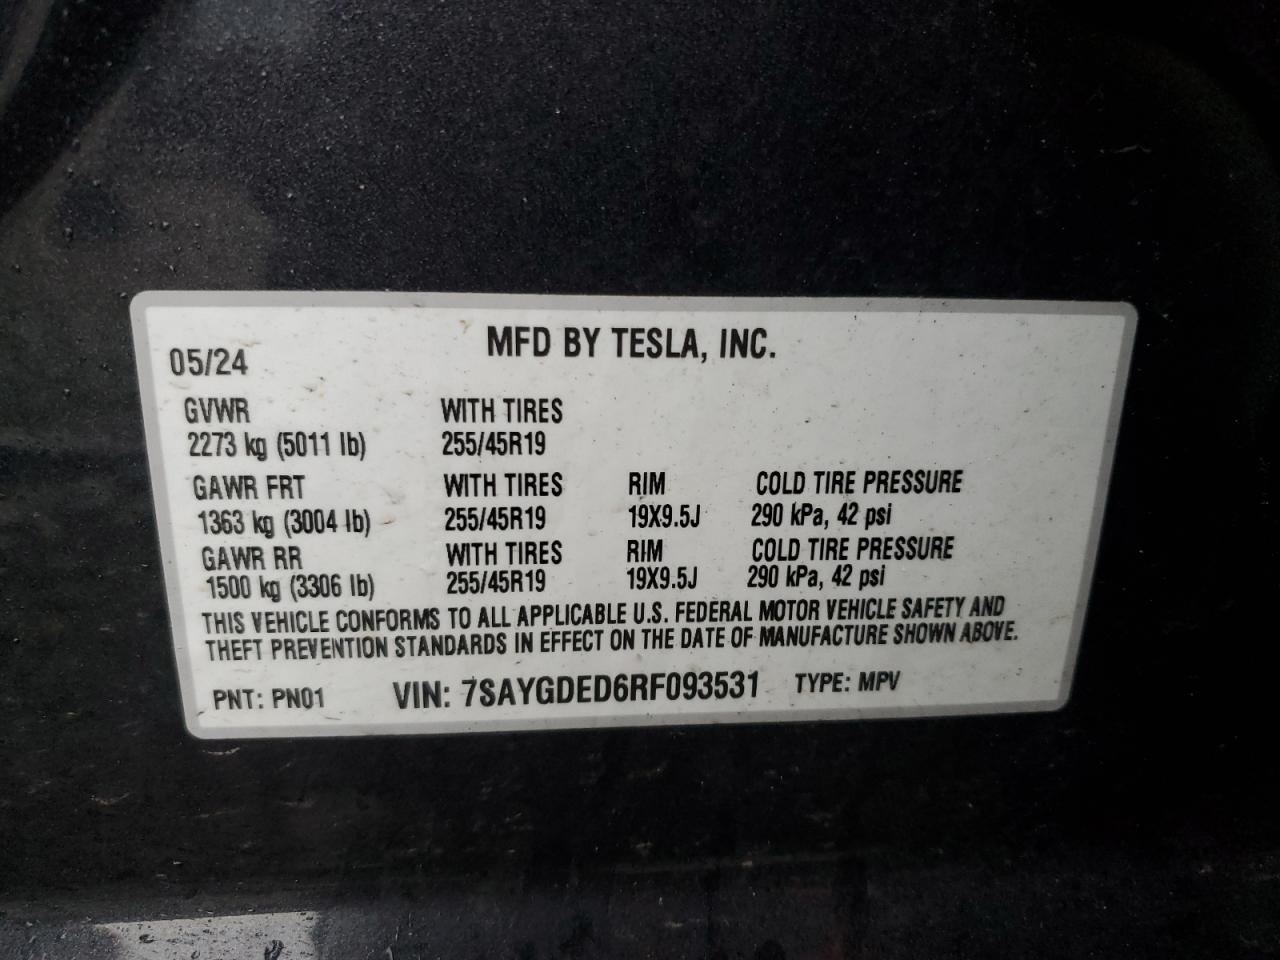 MFD BY TESLA, INC.
05/24
GVWR WITH TIRES
2273 kg (5011 lb) 255/45R19
GAWR FRT WITH TIRES RIM COLD TIRE PRESSURE
1363 kg (3004 lb) 255/45R19 19X9.5J 290 kPa, 42 psi
GAWR RR WITH TIRES RIM COLD TIRE PRESSURE
1500 kg (3306 lb) 255/45R19 19X9.5J 290 kPa, 42 psi
THIS VEHICLE CONFORMS TO ALL APPLICABLE U.S. FEDERAL MOTOR VEHICLE SAFETY AND
THEFT PREVENTION STANDARDS IN EFFECT ON THE DATE OF MANUFACTURE SHOWN ABOVE.
PNT: PN01 VIN: 7SAYGDED6RF093531 TYPE: MPV